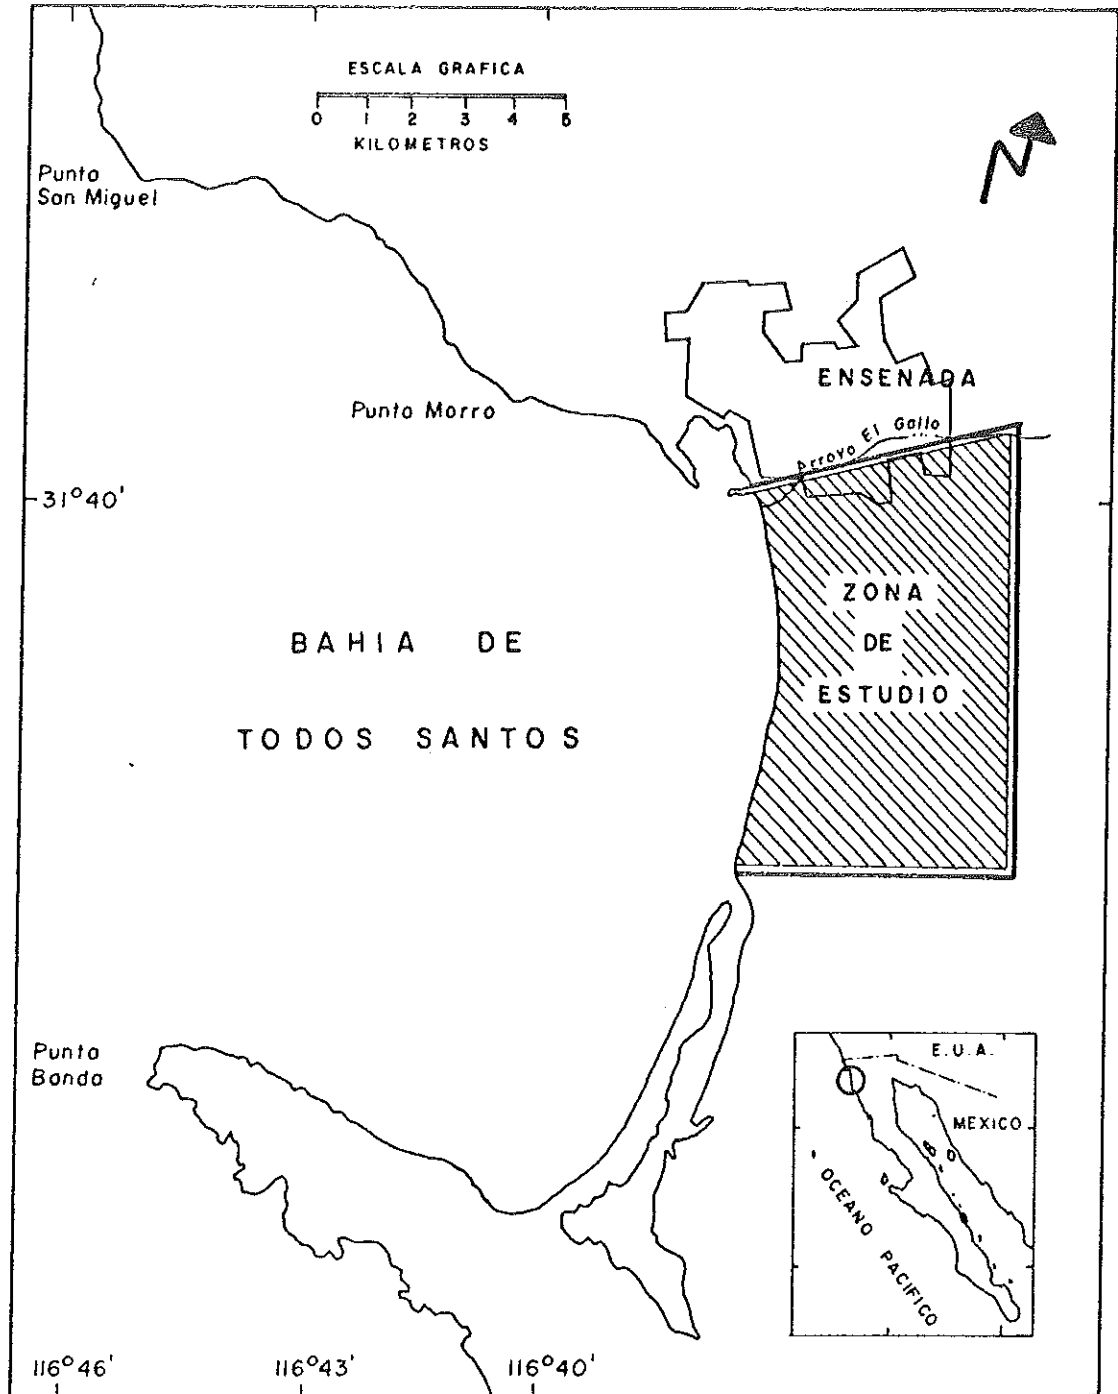 ESCALA GRAFICA
0 1 2 3 4 5
KILOMETROS
N
Punta
San Miguel
ENSENADA
Punta Morro
Arroyo El Gallo
31°40'
ZONA
DE
ESTUDIO
BAHIA DE
TODOS SANTOS
Punta
Banda
E.U.A.
MEXICO
OCEANO PACIFICO
116°46' 116°43' 116°40'